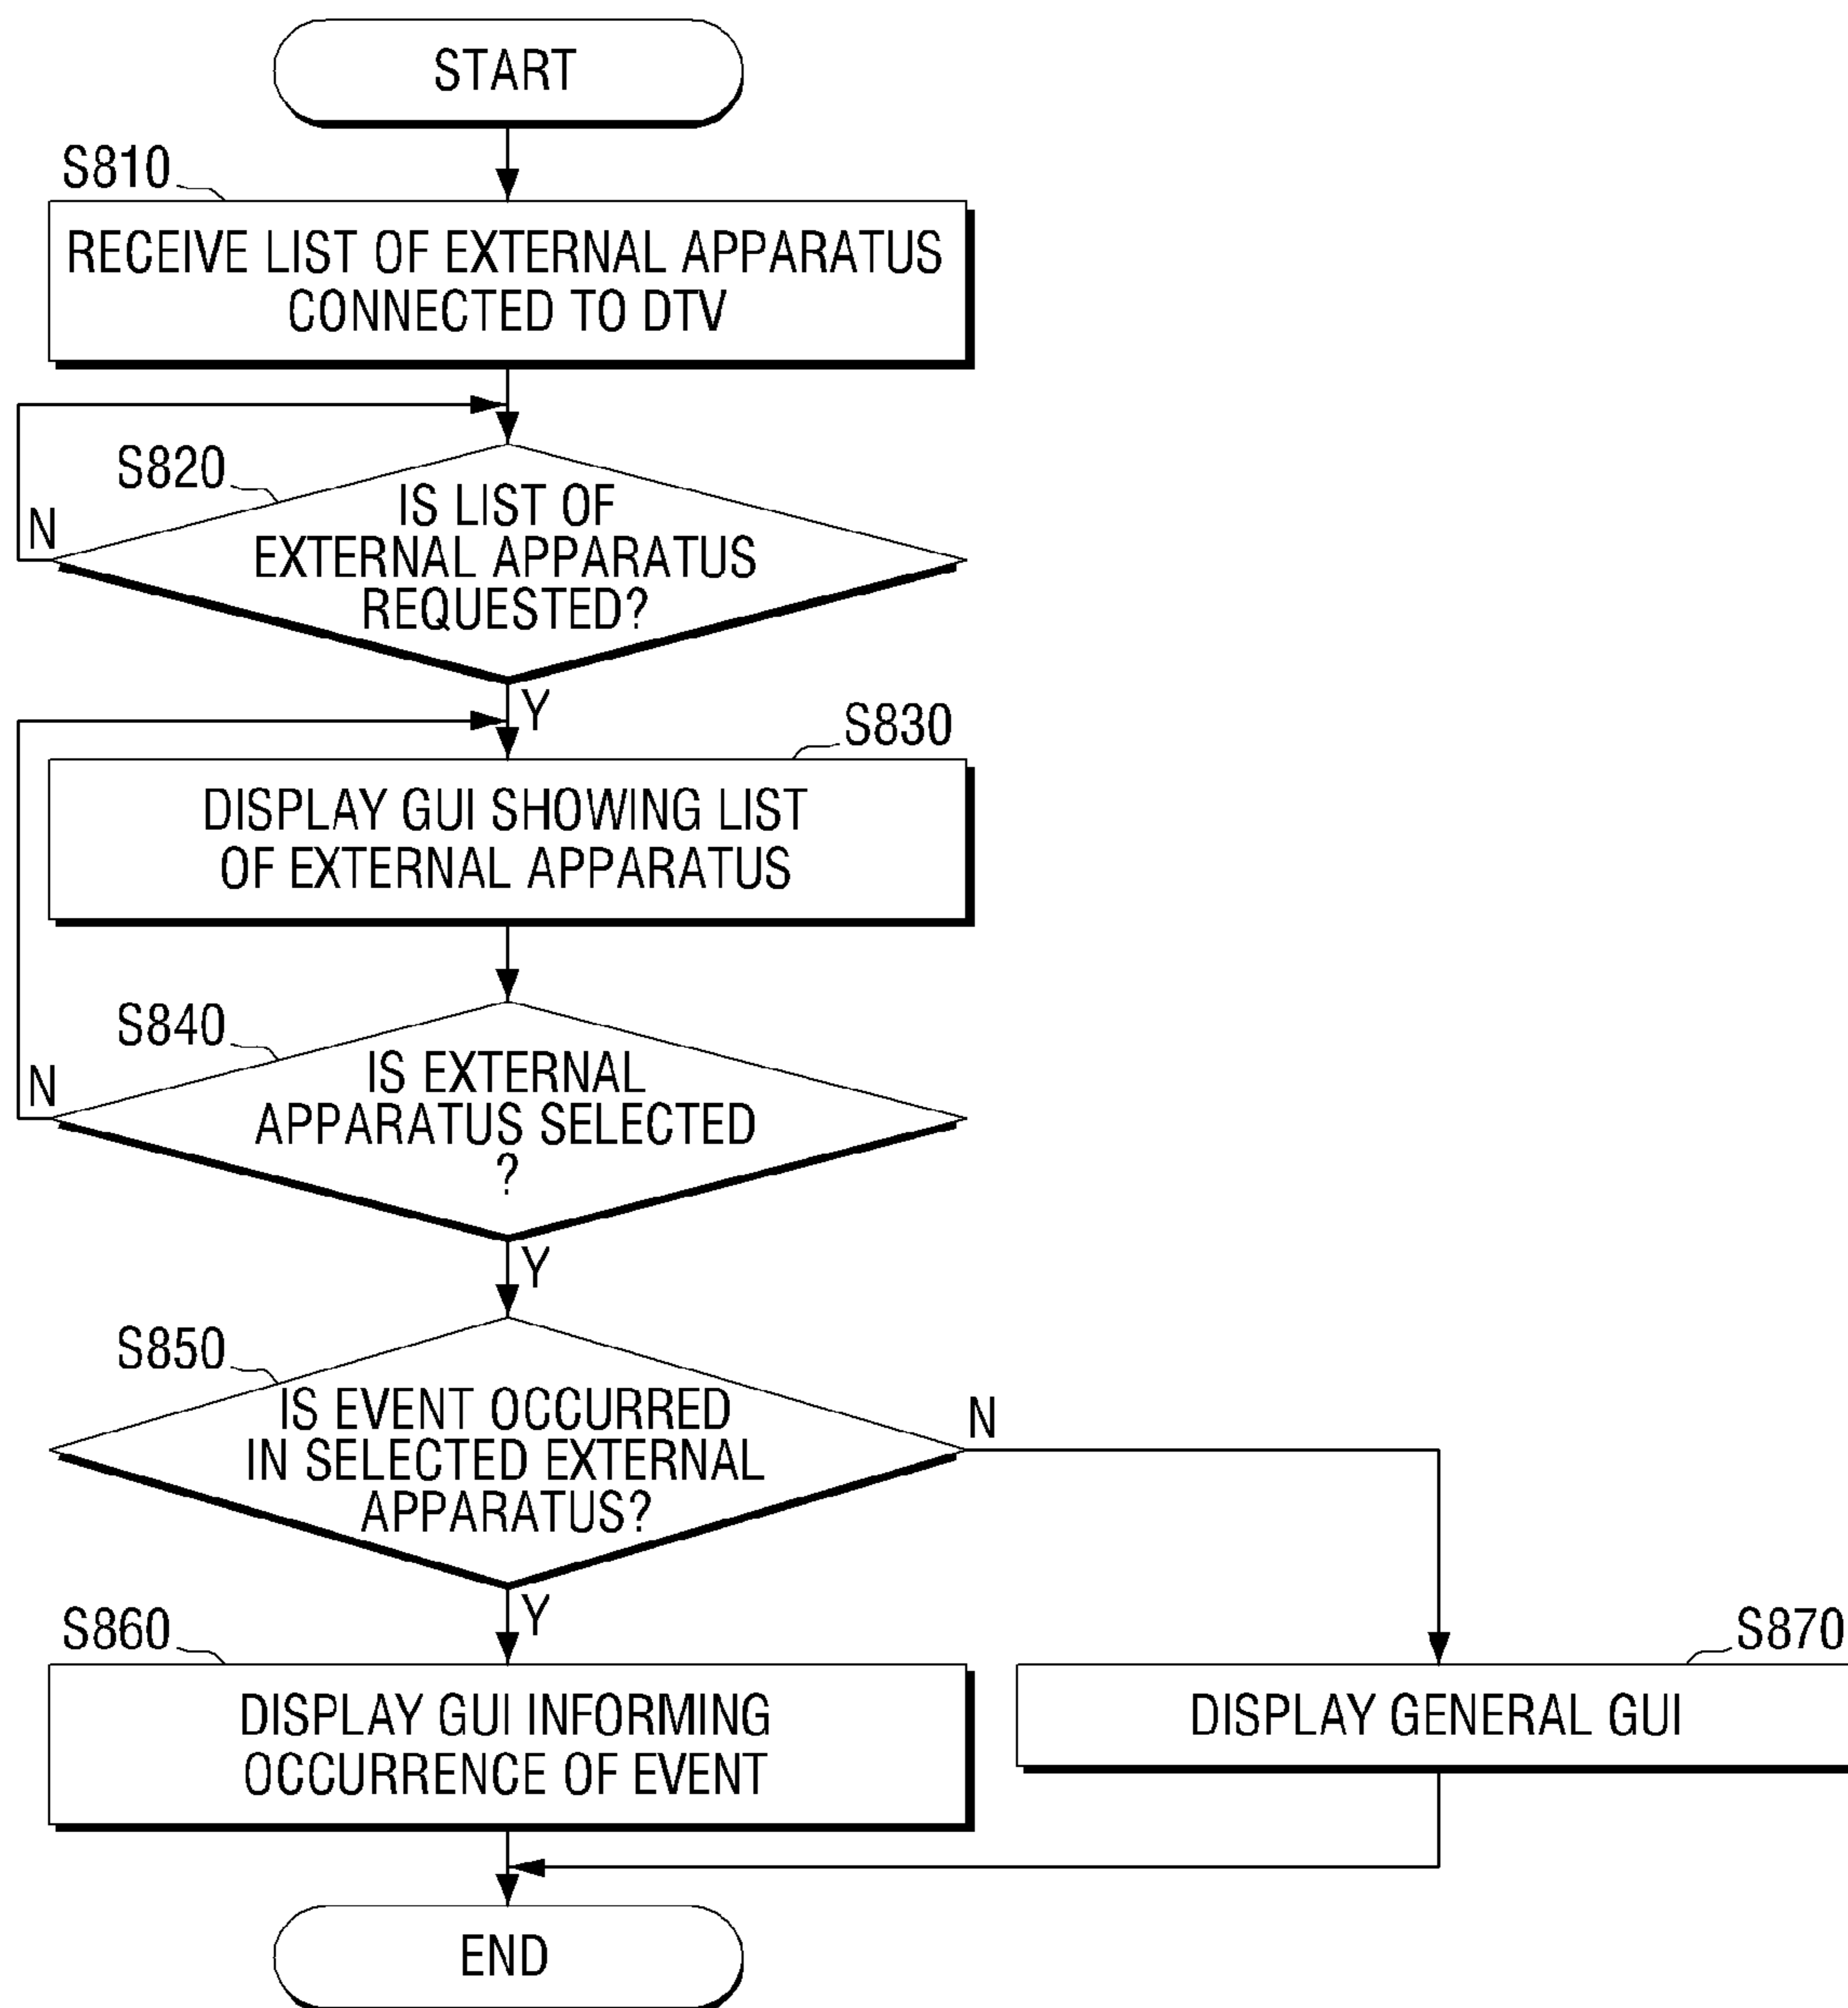 START
S810
RECEIVE LIST OF EXTERNAL APPARATUS
CONNECTED TO DTV
S820
IS LIST OF
EXTERNAL APPARATUS
REQUESTED?
N
Y
S830
DISPLAY GUI SHOWING LIST
OF EXTERNAL APPARATUS
S840
IS EXTERNAL
APPARATUS SELECTED
?
N
Y
S850
IS EVENT OCCURRED
IN SELECTED EXTERNAL
APPARATUS?
N
Y
S860
DISPLAY GUI INFORMING
OCCURRENCE OF EVENT
S870
DISPLAY GENERAL GUI
END